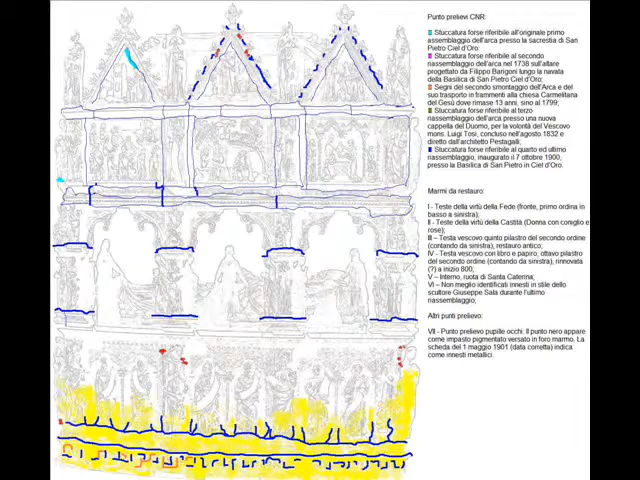 Punto prelievi CNR:
Stuccatura forse riferibile all'originale primo
assemblaggio dell'arca presso la sacrestia di San
Pietro Ciel d'Oro:
Stuccatura forse riferibile al secondo
riassemblaggio dell'arca nel 1738 sull'altare
progettato da Filippo Barigoni lungo la navata
della Basilica di San Pietro Ciel d'Oro;
Segni del secondo smontaggio dell'Arca e del
suo trasporto in frammenti alla chiesa Carmelitana
del Gesù dove rimase 13 anni, sino al 1799;
Stuccatura forse riferibile al terzo
riassemblaggio dell'arca presso una nuova
cappella del Duomo, per la volontà del Vescovo
mons. Luigi Tosi, concluso nell'agosto 1832 e
diretto dall'architetto Pestagalli;
Stuccatura forse riferibile al quarto ed ultimo
riassemblaggio, inaugurato il 7 ottobre 1900,
presso la Basilica di San Pietro in Ciel d'Oro.
Marmi da restauro:
I - Teste della virtù della Fede (fronte, primo ordina in
basso a sinistra);
II - Teste della virtù della Castità (Donna con coniglio e
rose);
III – Testa vescovo quinto pilastro del secondo ordine
(contando da sinistra), restauro antico;
IV - Testa vescovo con libro e papiro, ottavo pilastro
del secondo ordine (contando da sinistra), rinnovata
(?) a inizio 800;
V – Interno, ruota di Santa Caterina;
VI – Non meglio identificati innesti in stile dello
scultore Giuseppe Sala durante l'ultimo
riassemblaggio;
Altri punti prelievo:
VII - Punto prelievo pupille occhi. Il punto nero appare
come impasto pigmentato versato in foro marmo. La
scheda del 1 maggio 1901 (data corretta) indica
come innesti metallici.